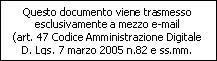 Questo documento viene trasmesso
esclusivamente a mezzo e-mail
(art. 47 Codice Amministrazione Digitale
D. Lgs. 7 marzo 2005 n.82 e ss.mm.